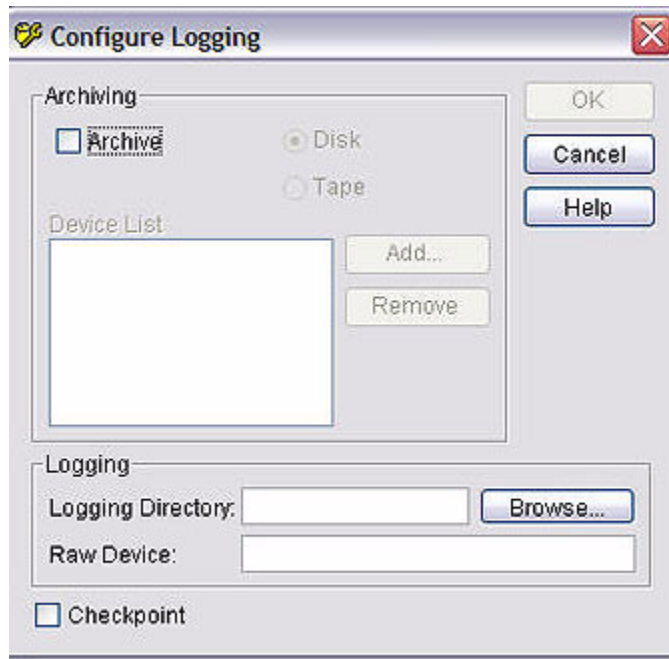 Configure Logging
Archiving
Archive
Disk
Tape
Device List
Add...
Remove
OK
Cancel
Help
Logging
Logging Directory:
Browse...
Raw Device:
Checkpoint